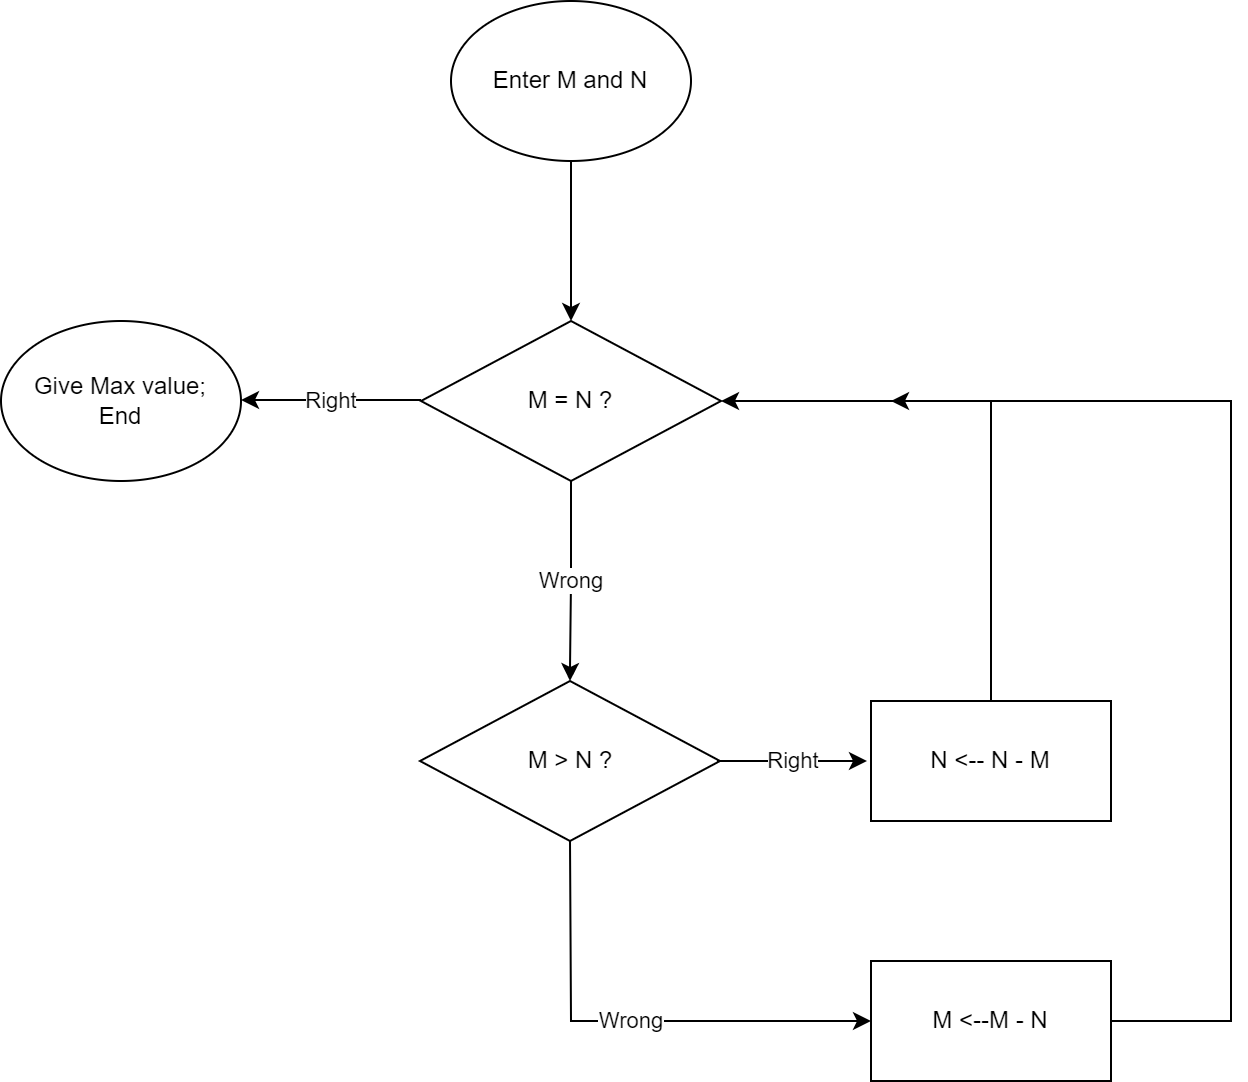 Enter M and N
Give Max value;
End
Right
M = N ?
Wrong
M > N ?
Right
N <-- N - M
Wrong
M <--M - N